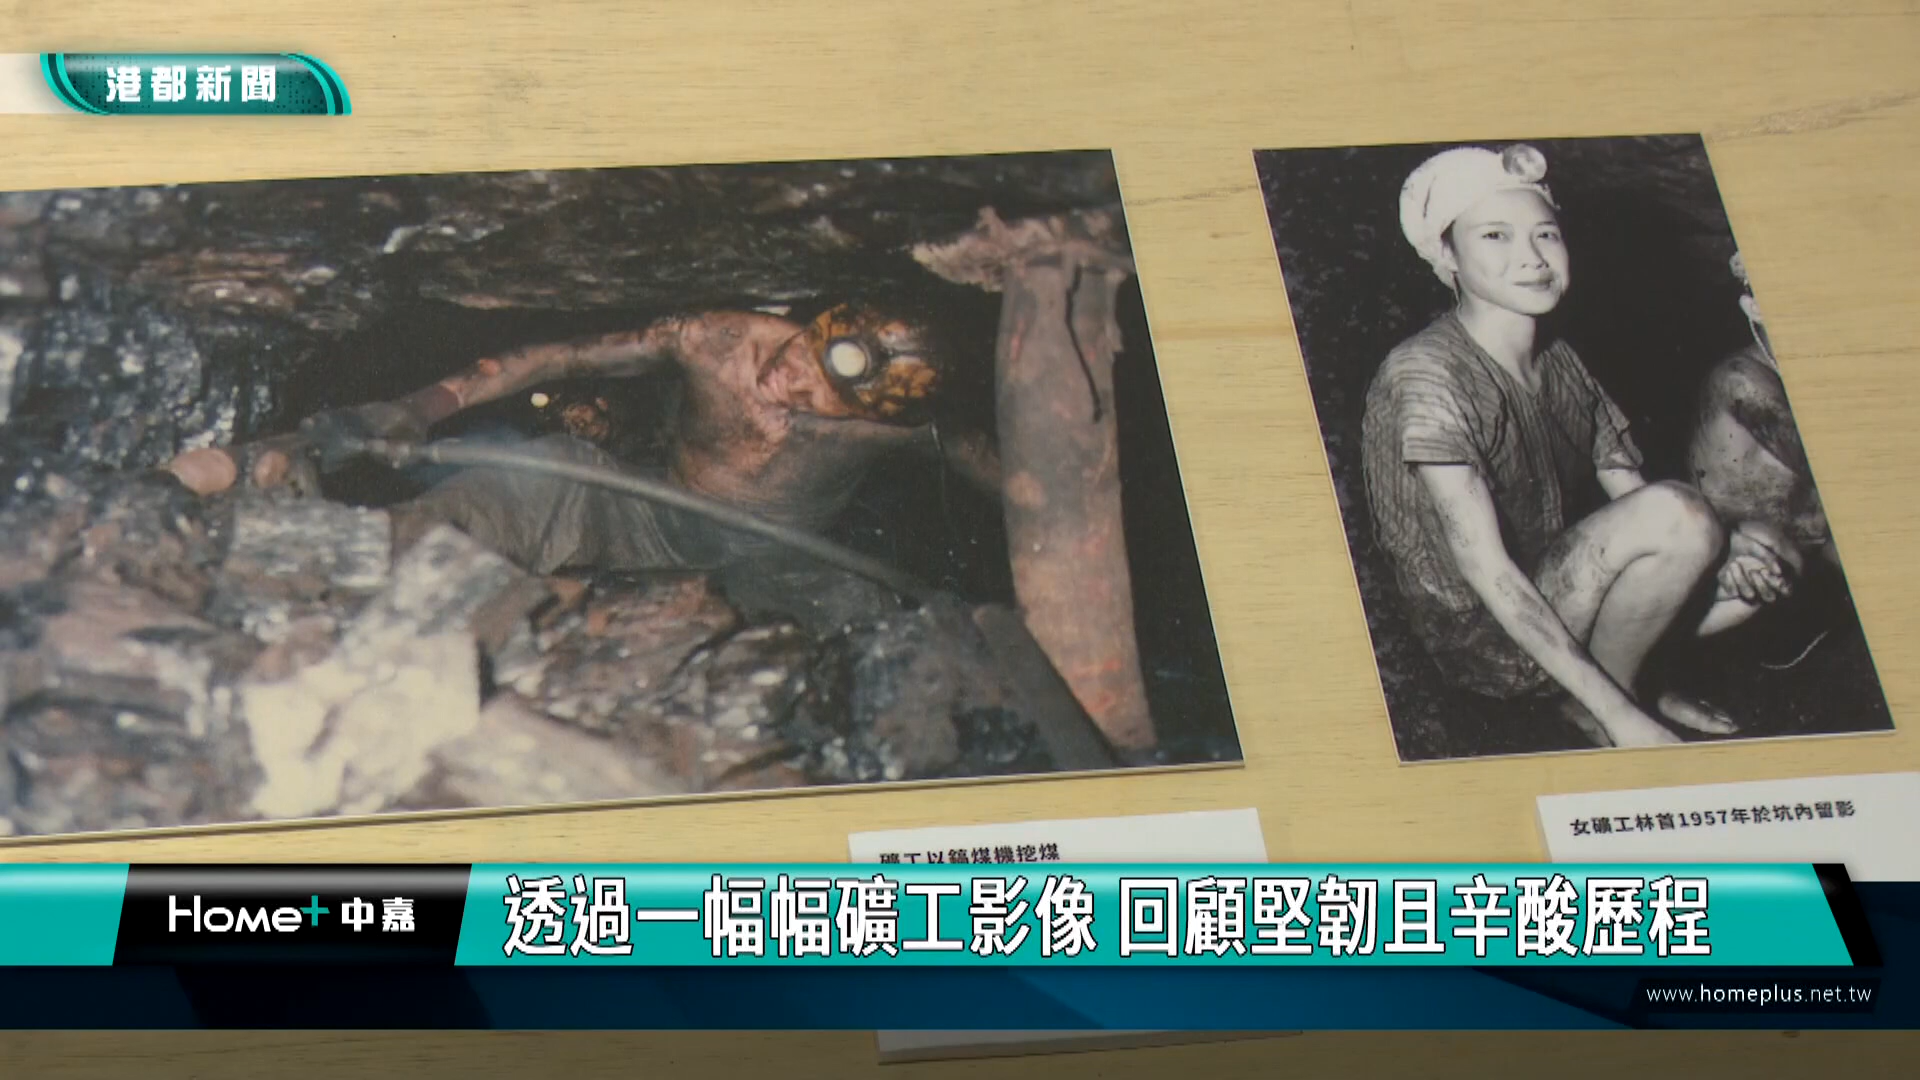 港都新聞
女礦工林首1957年於坑內留影
礦工以鎬煤機挖煤
Home+ 中嘉
透過一幅幅礦工影像 回顧堅韌且辛酸歷程
www.homeplus.net.tw